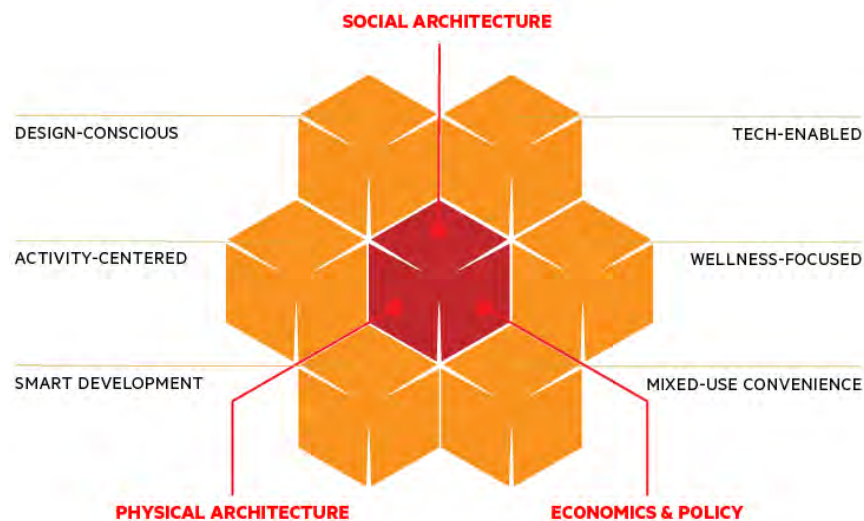 SOCIAL ARCHITECTURE
DESIGN-CONSCIOUS
TECH-ENABLED
ACTIVITY-CENTERED
WELLNESS-FOCUSED
SMART DEVELOPMENT
MIXED-USE CONVENIENCE
PHYSICAL ARCHITECTURE
ECONOMICS & POLICY